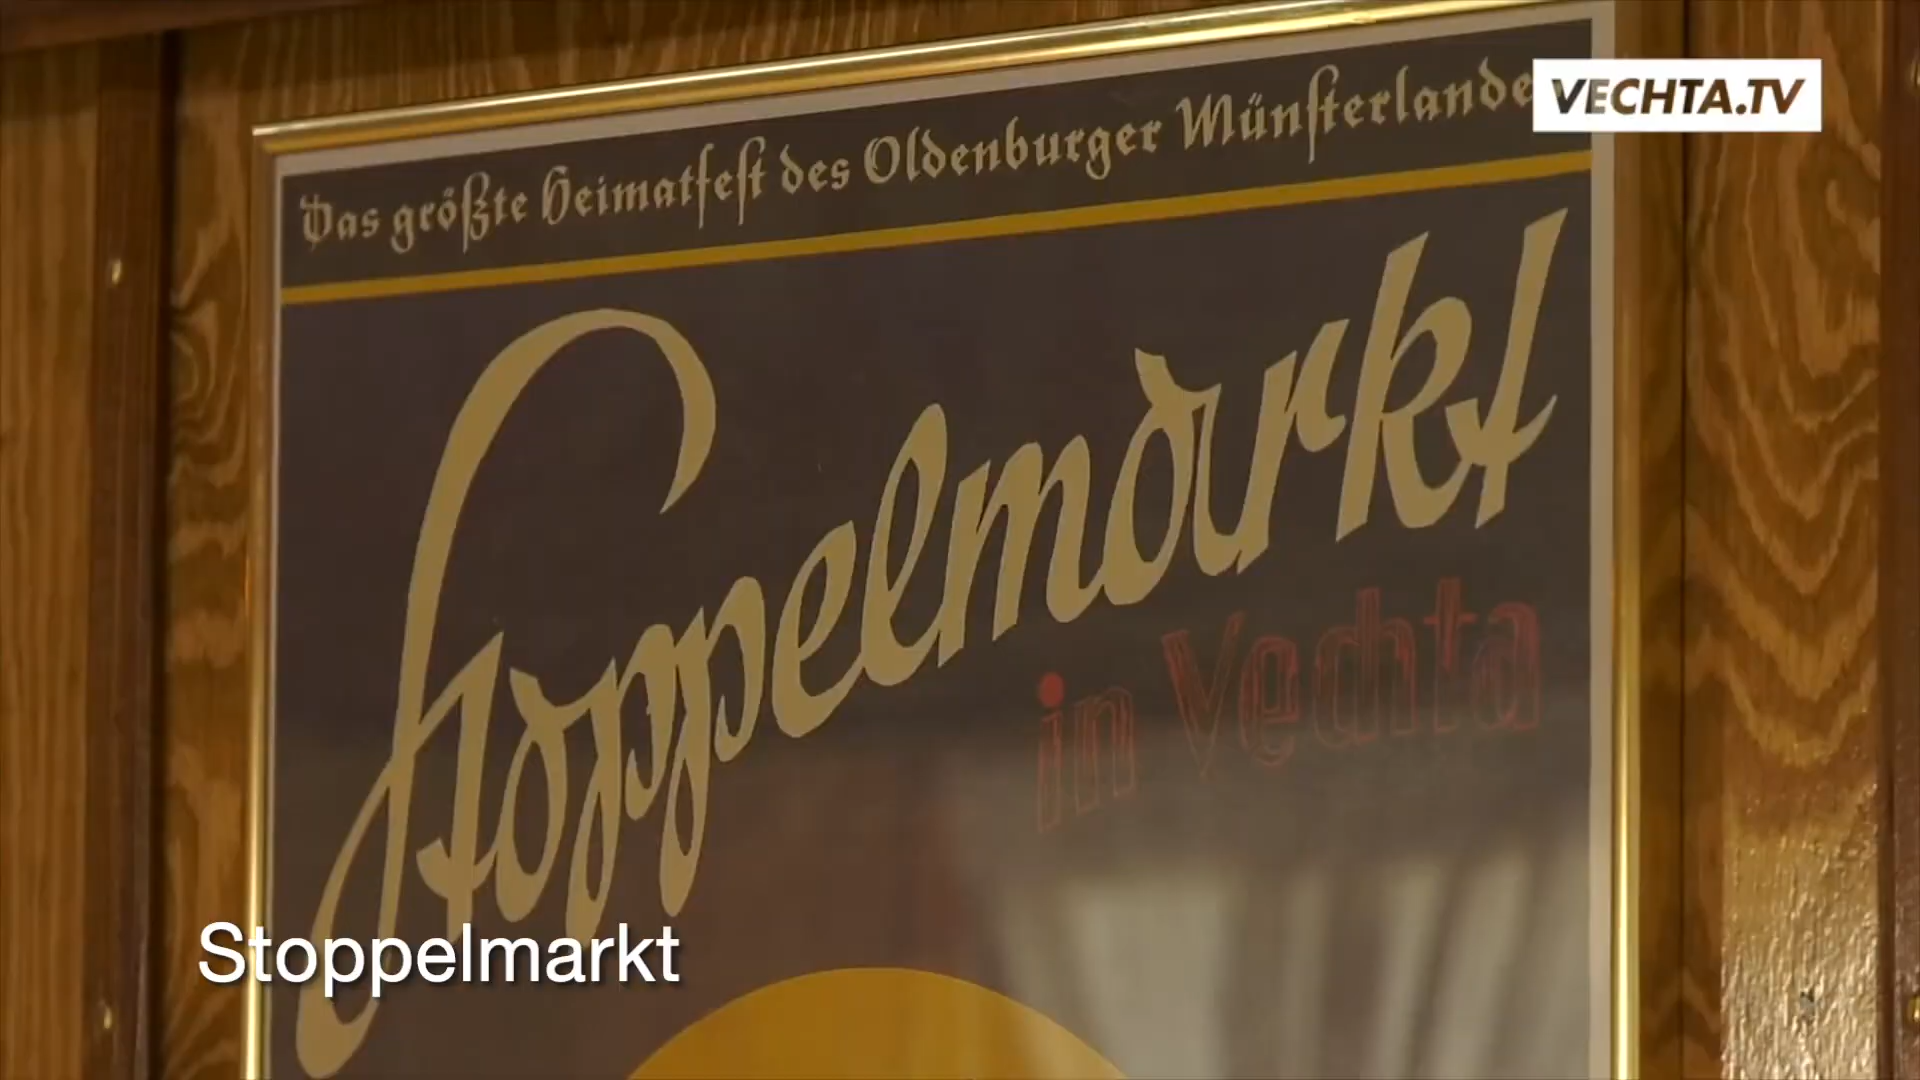 VECHTA.TV
Das größte Heimatfest des Oldenburger Münsterlande
Stoppelmarkt
in Vechta
Stoppelmarkt